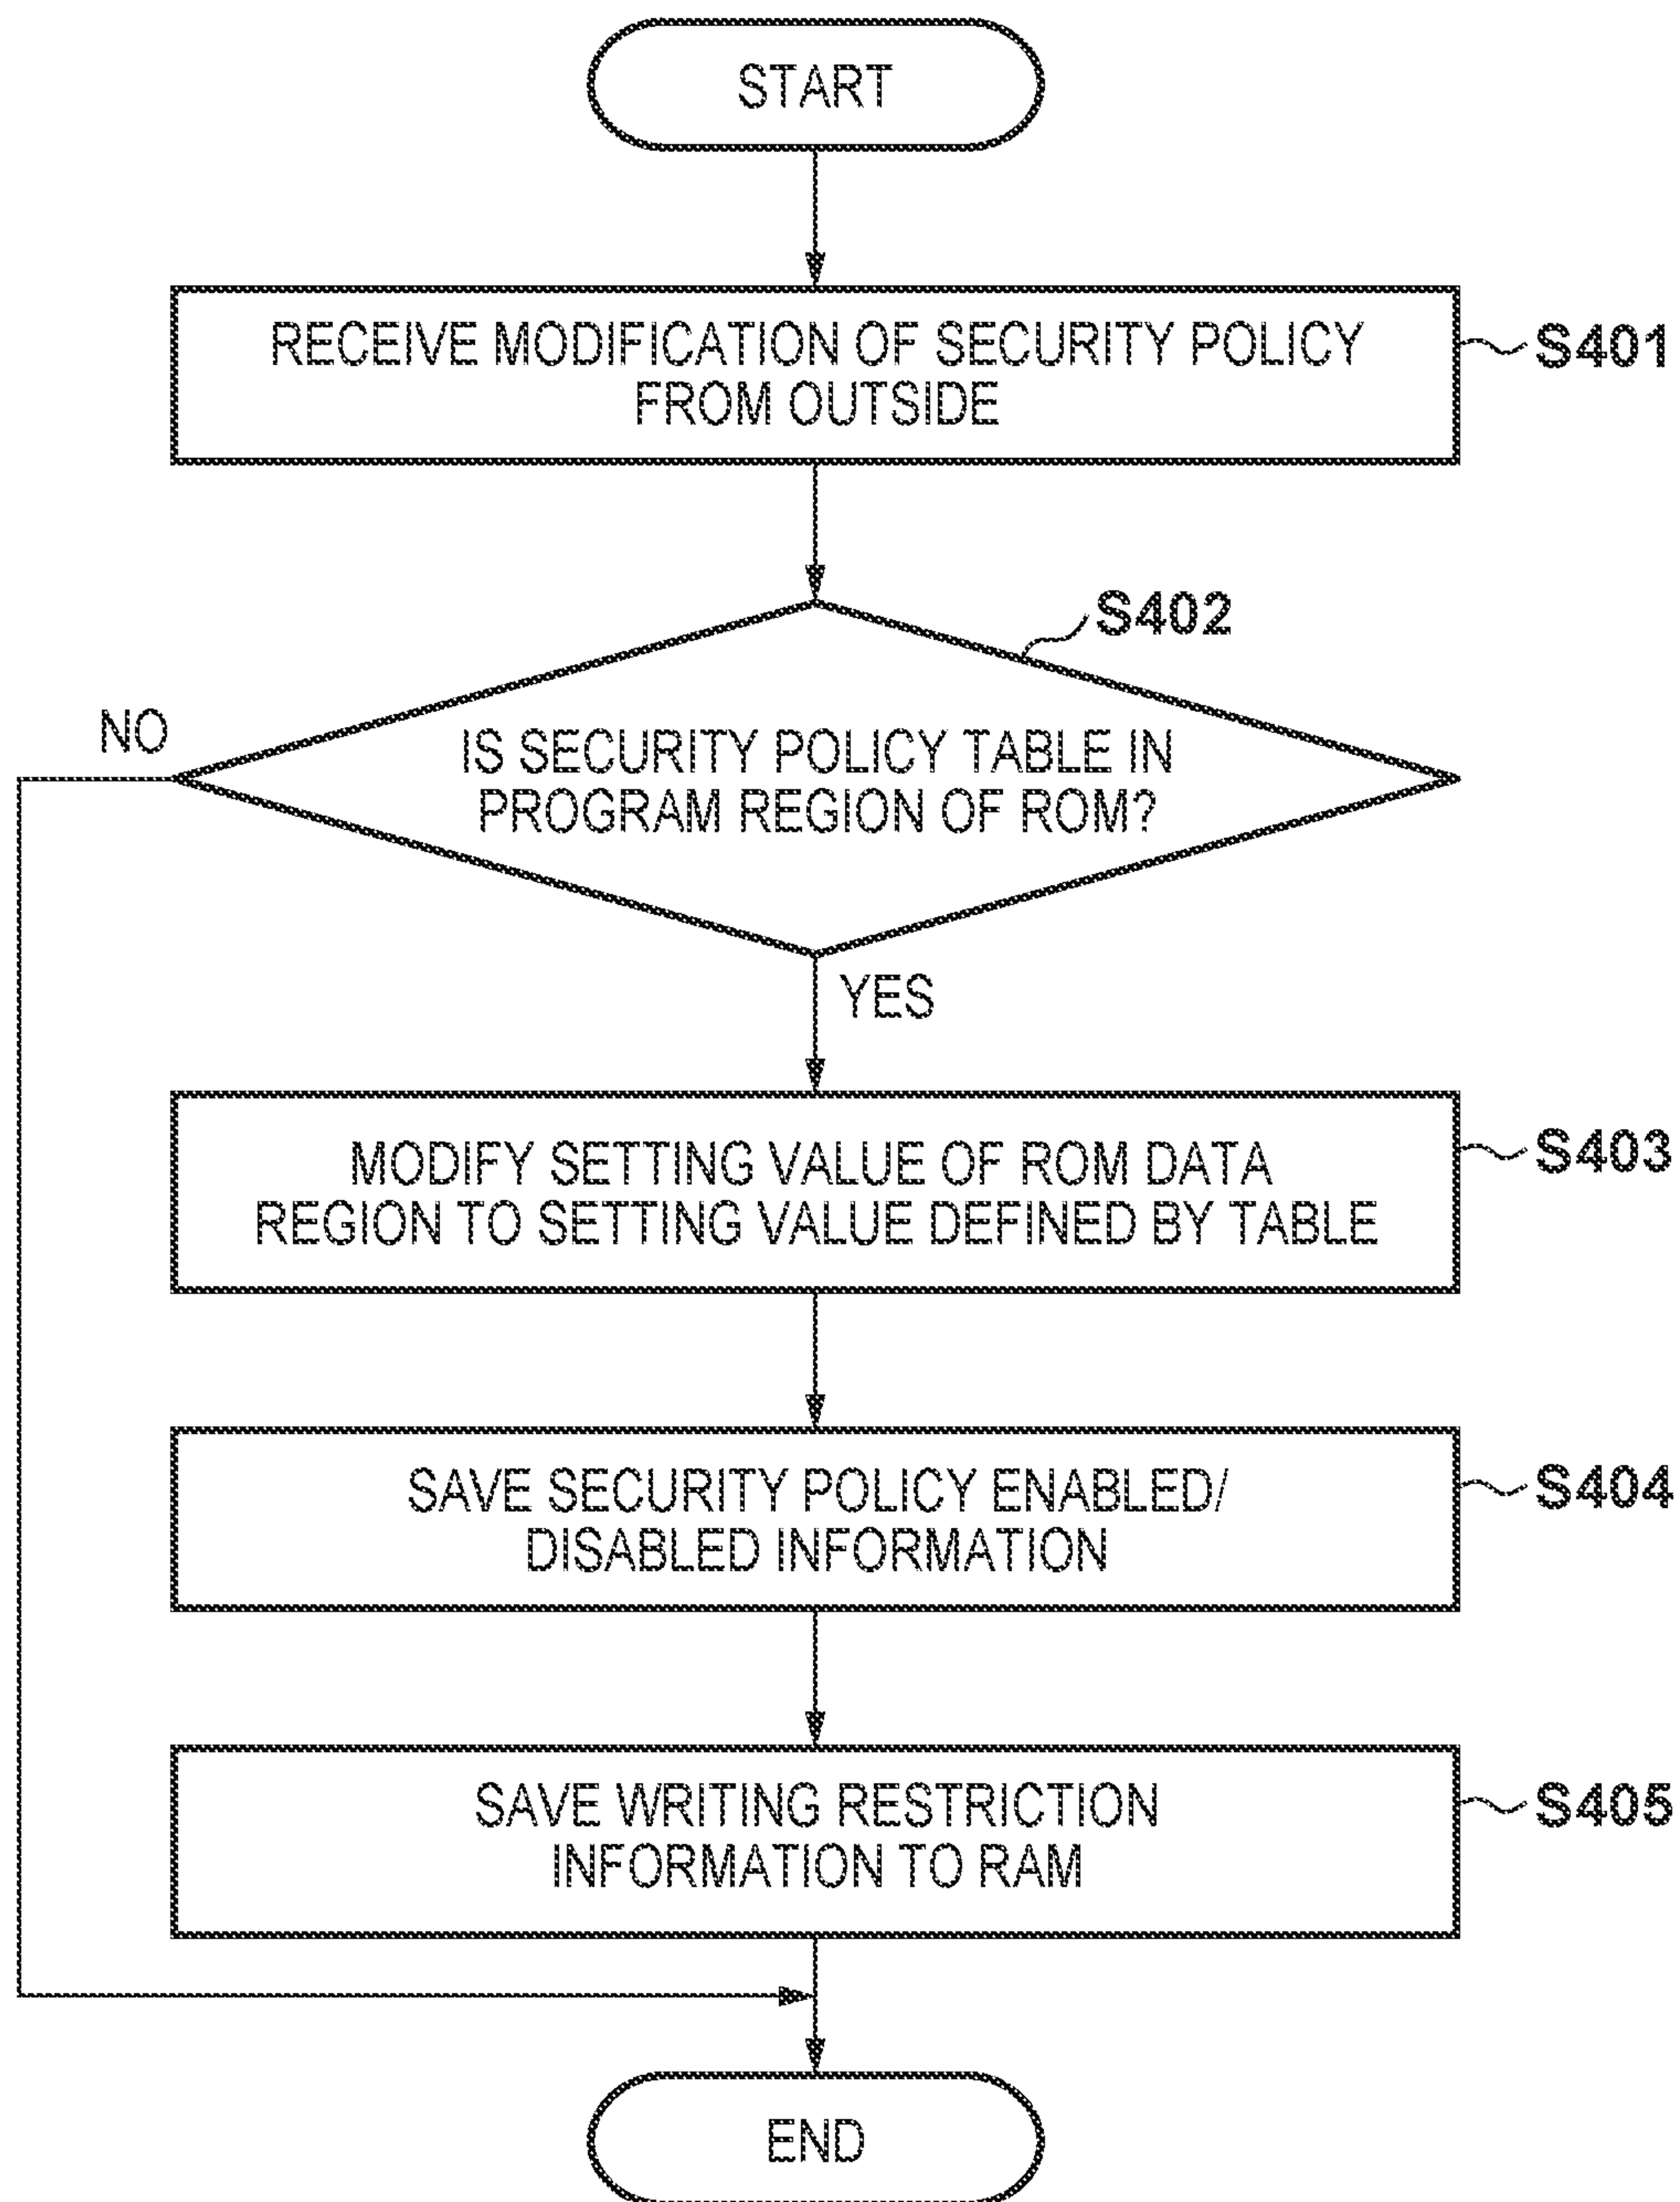 START
RECEIVE MODIFICATION OF SECURITY POLICY
FROM OUTSIDE
S401
S402
IS SECURITY POLICY TABLE IN
PROGRAM REGION OF ROM?
NO
YES
MODIFY SETTING VALUE OF ROM DATA
REGION TO SETTING VALUE DEFINED BY TABLE
S403
SAVE SECURITY POLICY ENABLED/
DISABLED INFORMATION
S404
SAVE WRITING RESTRICTION
INFORMATION TO RAM
S405
END